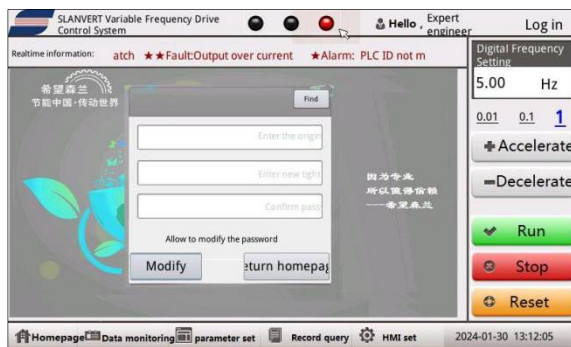 SLANVERT Variable Frequency Drive
Control System
Hello , Expert
engineer
Log in
Realtime information: atch ★★Fault:Output over current ★Alarm: PLC ID not m
Digital Frequency
Setting
5.00 Hz
0.01 0.1 1
Accelerate
Decelerate
Run
Stop
Reset
希望森兰
节能中国·传动世界
Find
Enter the origin
Enter new tight
Confirm pass
Allow to modify the password
Modify
eturn homepag
因为专业
所以值得信赖
——希望森兰
Homepage Data monitoring parameter set Record query HMI set 2024-01-30 13:12:05